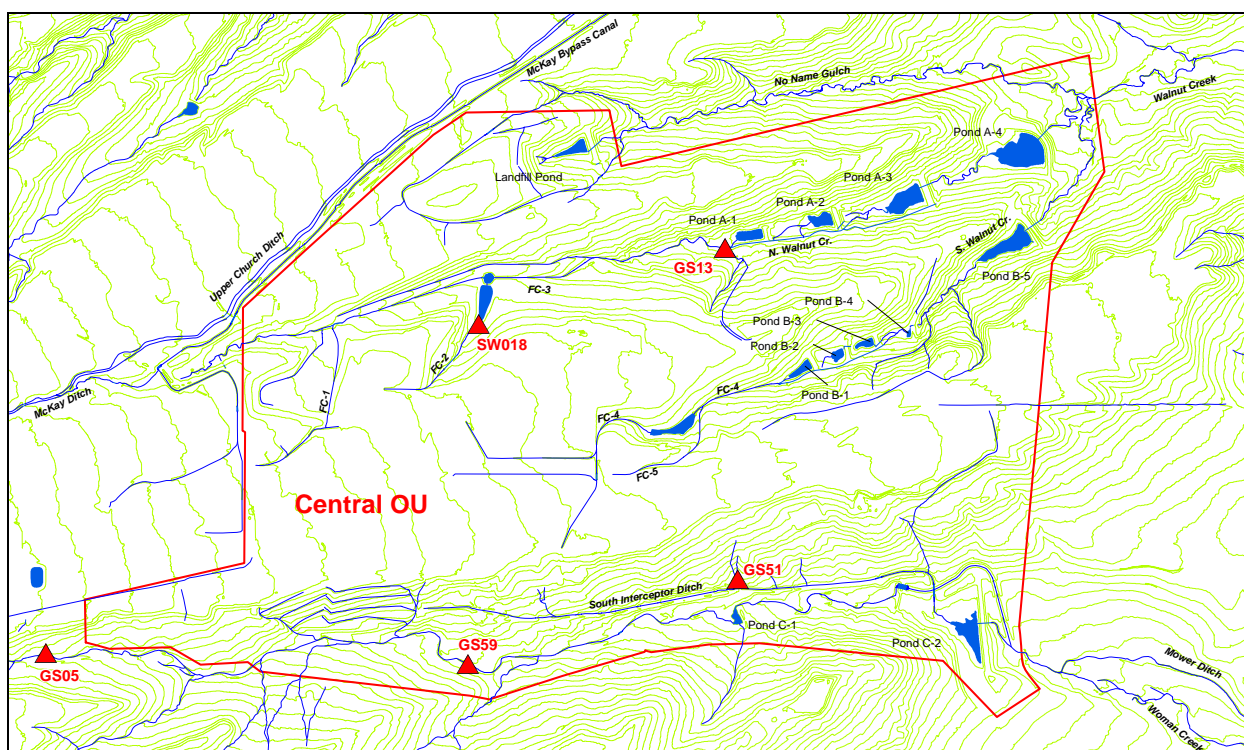 McKay Bypass Canal
No Name Gulch
Walnut Creek
Pond A-4
Landfill Pond
Pond A-3
Pond A-2
Pond A-1
Upper Church Ditch
N. Walnut Cr.
S. Walnut Cr.
GS13
Pond B-5
FC-3
Pond B-4
Pond B-3
SW018
Pond B-2
FC-2
McKay Ditch
FC-1
FC-4
Pond B-1
FC-4
FC-5
Central OU
GS51
South Interceptor Ditch
Pond C-1
Pond C-2
GS59
GS05
Mower Ditch
Woman Creek